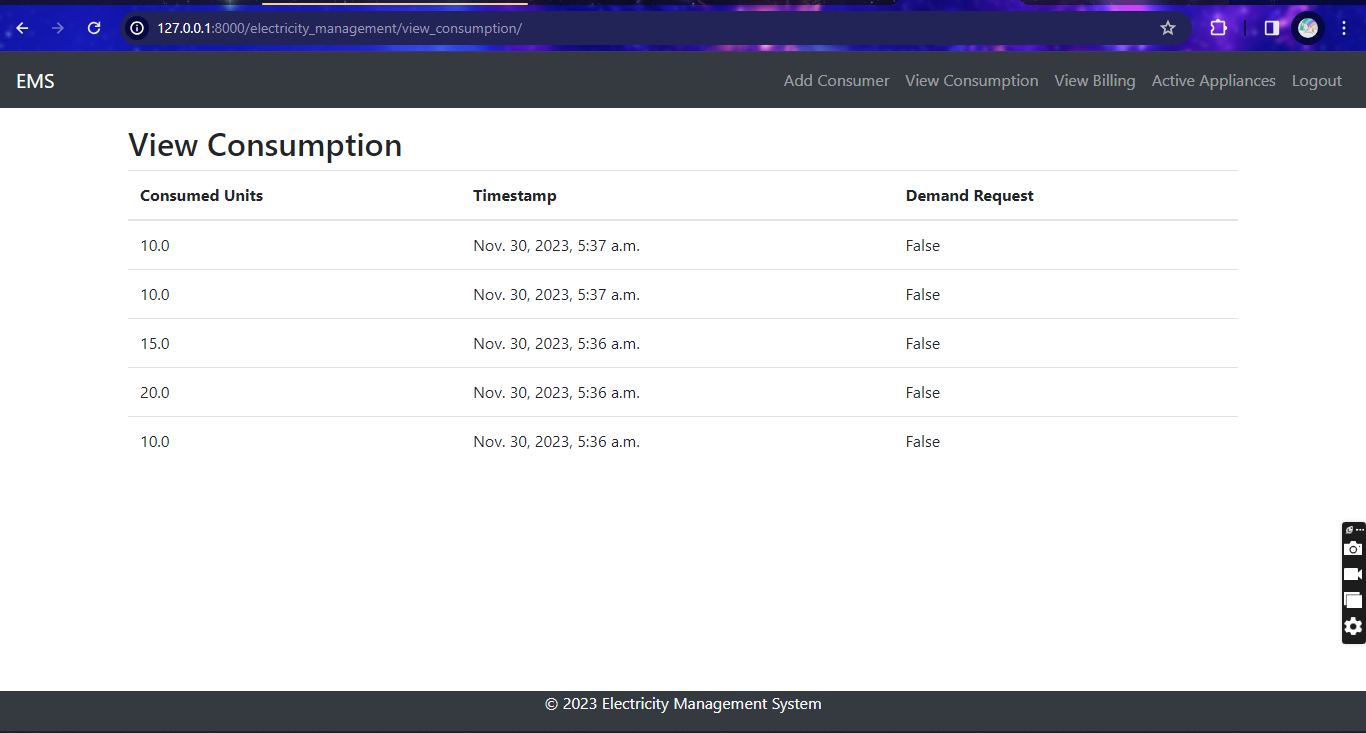 127.0.0.1:8000/electricity_management/view_consumption/
EMS Add Consumer View Consumption View Billing Active Appliances Logout
View Consumption
Consumed Units Timestamp Demand Request
10.0 Nov. 30, 2023, 5:37 a.m. False
10.0 Nov. 30, 2023, 5:37 a.m. False
15.0 Nov. 30, 2023, 5:36 a.m. False
20.0 Nov. 30, 2023, 5:36 a.m. False
10.0 Nov. 30, 2023, 5:36 a.m. False
© 2023 Electricity Management System